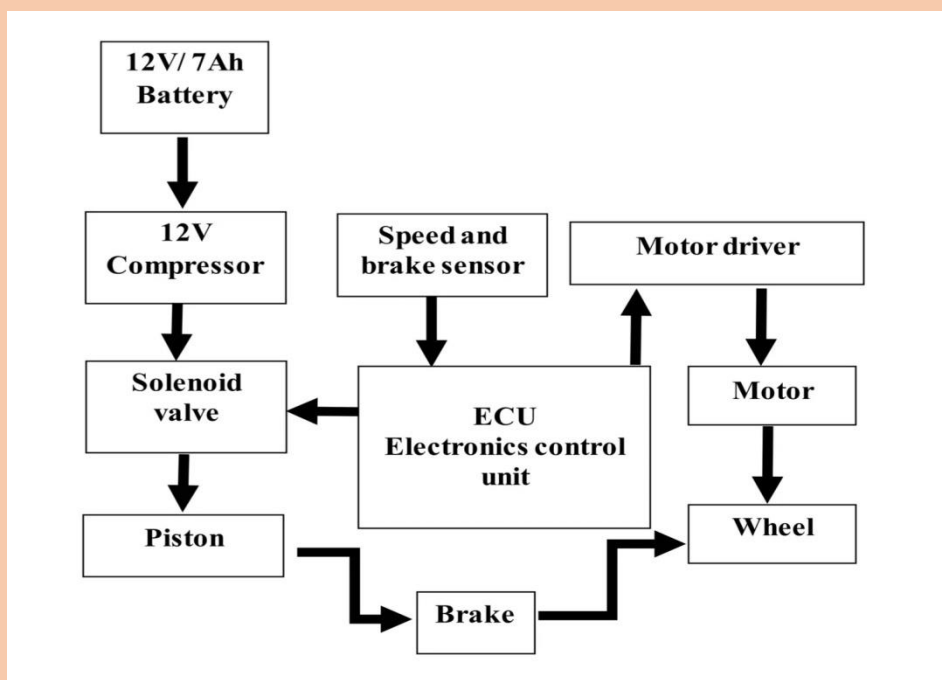 12V/ 7Ah
Battery
12V
Compressor
Speed and
brake sensor
Motor driver
Solenoid
valve
ECU
Electronics control
unit
Motor
Piston
Wheel
Brake